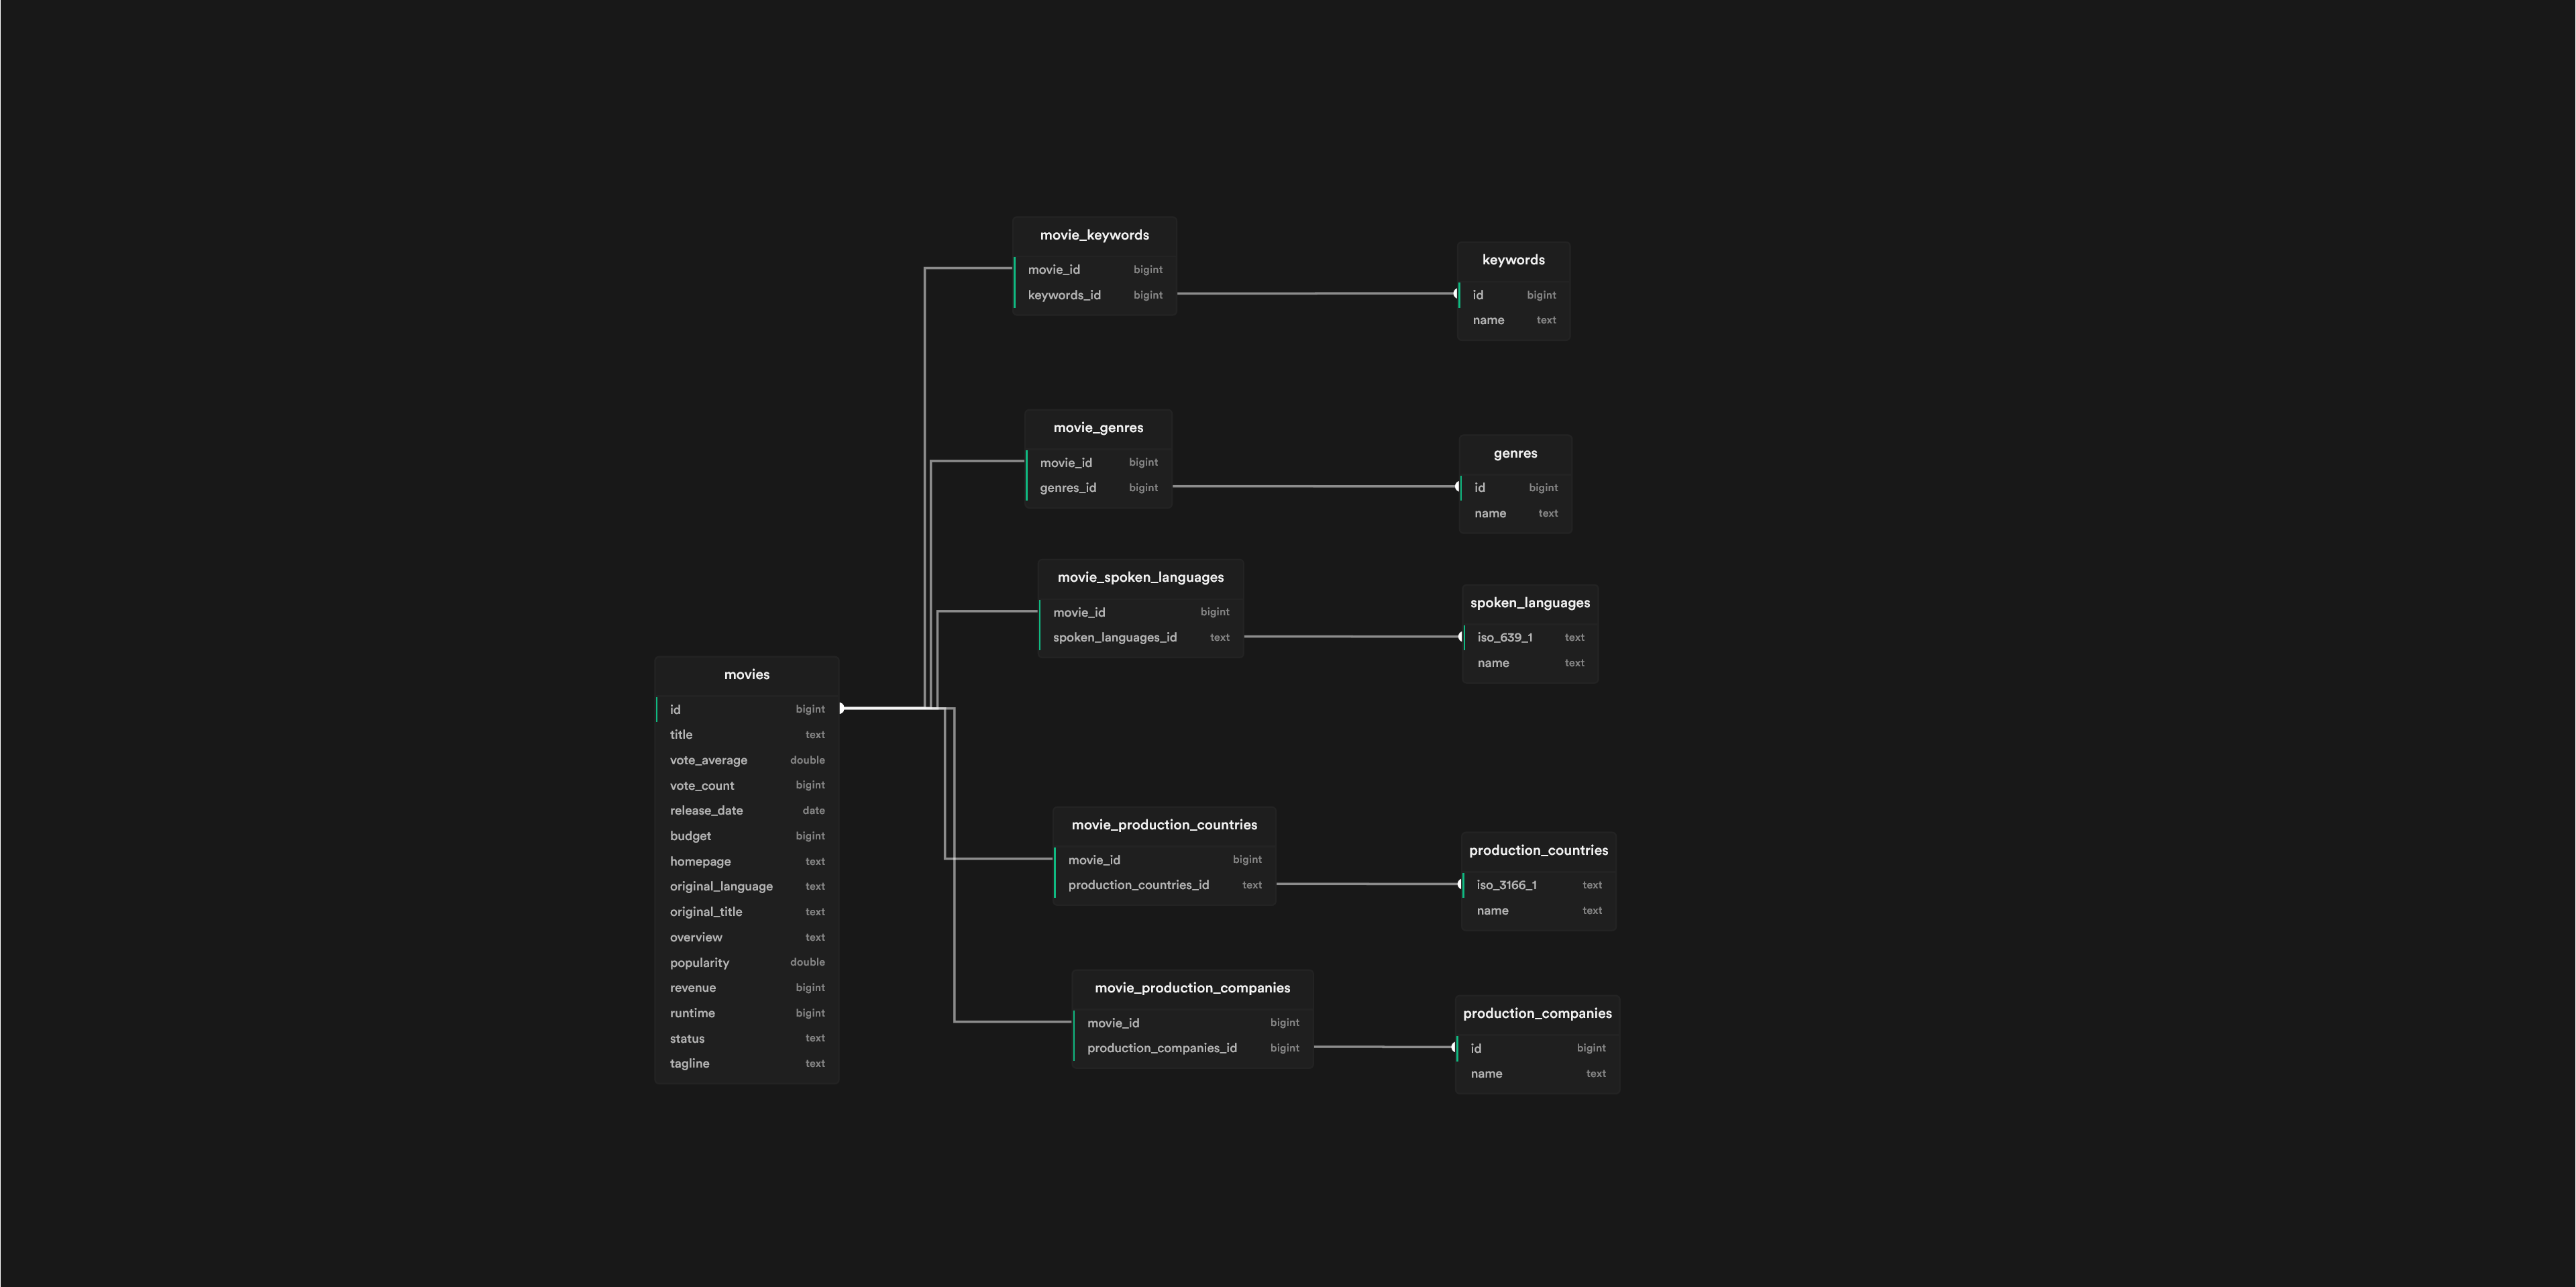 movie_keywords
movie_id bigint
keywords_id bigint
keywords
id bigint
name text
movie_genres
movie_id bigint
genres_id bigint
genres
id bigint
name text
movie_spoken_languages
movie_id bigint
spoken_languages_id text
spoken_languages
iso_639_1 text
name text
movies
id bigint
title text
vote_average double
vote_count bigint
release_date date
budget bigint
homepage text
original_language text
original_title text
overview text
popularity double
revenue bigint
runtime bigint
status text
tagline text
movie_production_countries
movie_id bigint
production_countries_id text
production_countries
iso_3166_1 text
name text
movie_production_companies
movie_id bigint
production_companies_id bigint
production_companies
id bigint
name text